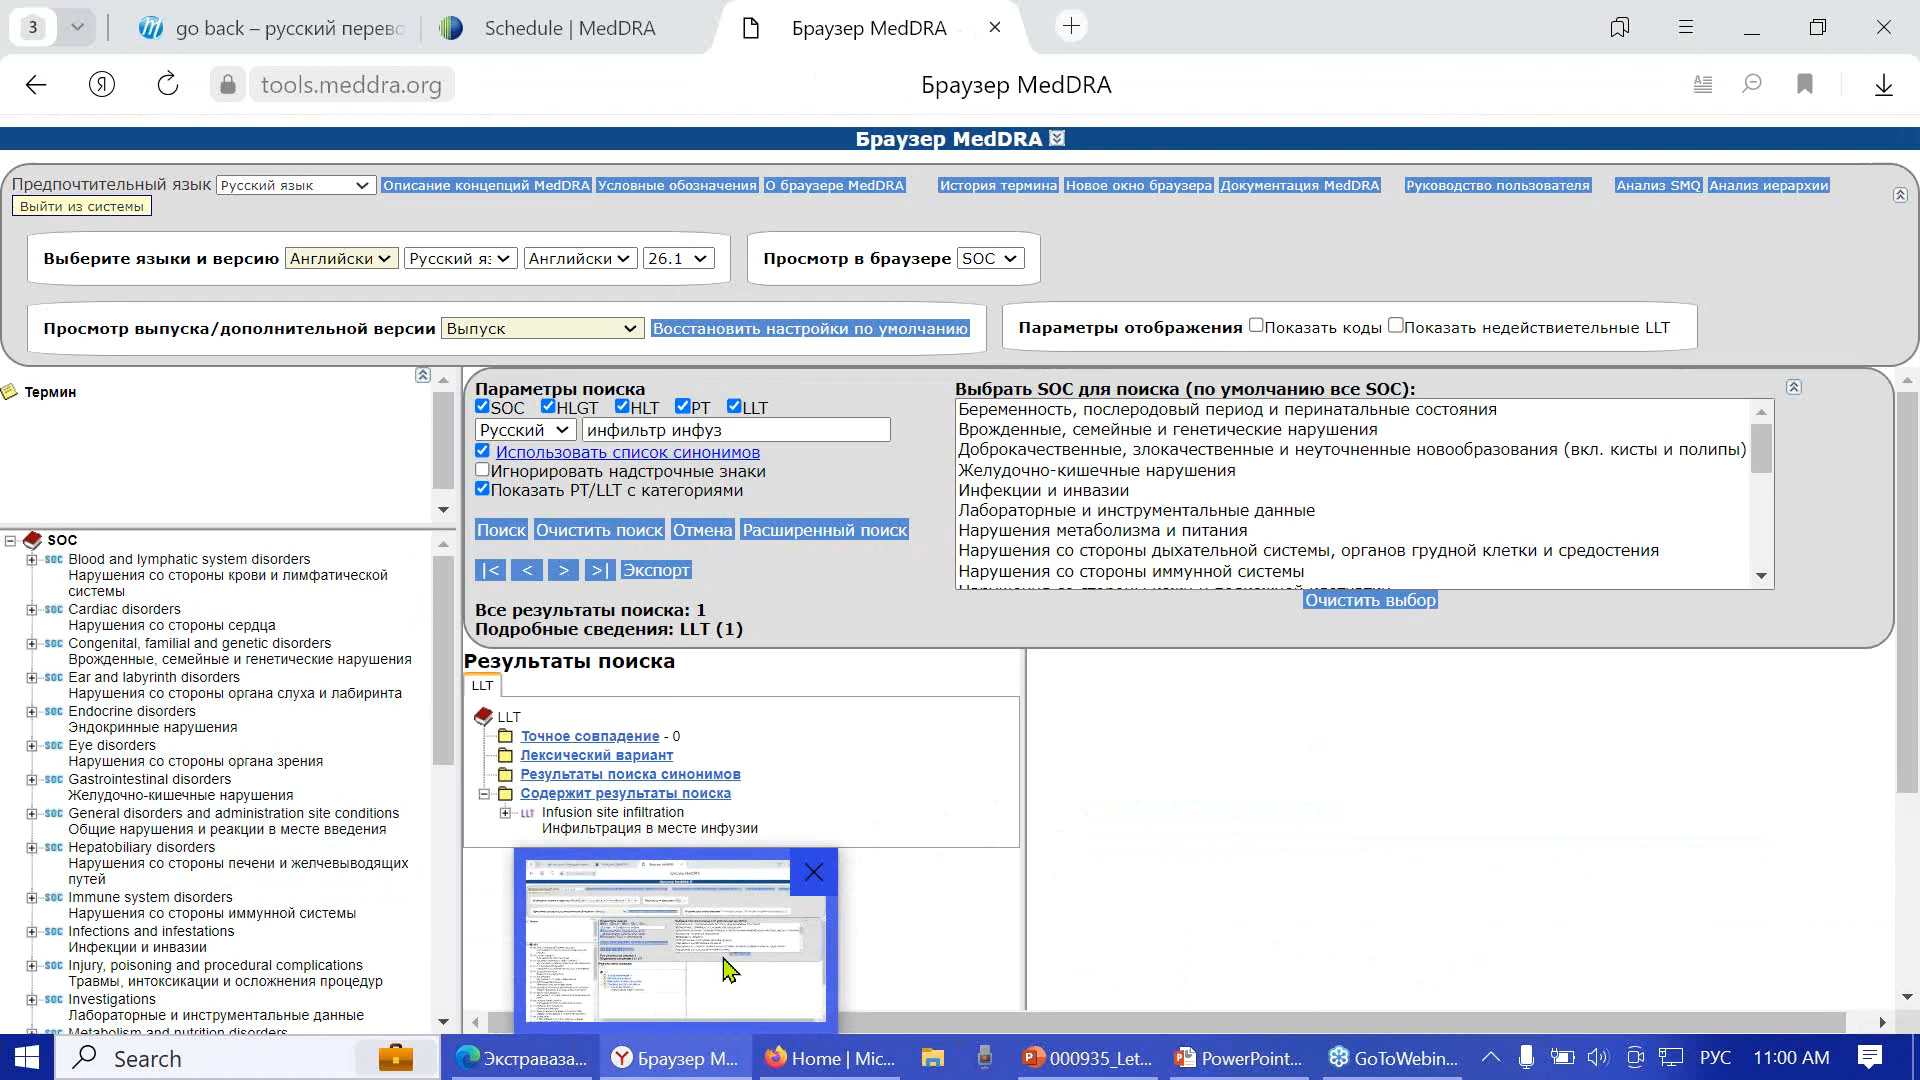 3
go back – русский перево
Schedule | MedDRA
Браузер MedDRA
tools.meddra.org
Браузер MedDRA
Браузер MedDRA
Предпочтительный язык Русский язык Описание концепций MedDRA Условные обозначения О браузере MedDRA История термина Новое окно браузера Документация MedDRA Руководство пользователя Анализ SMQ Анализ иерархии
Выйти из системы
Выберите языки и версию Английски Русский яз Английски 26.1
Просмотр в браузере SOC
Просмотр выпуска/дополнительной версии Выпуск Восстановить настройки по умолчанию
Параметры отображения Показать коды Показать недействиетельные LLT
Термин
SOC
Blood and lymphatic system disorders
Нарушения со стороны крови и лимфатической
системы
Cardiac disorders
Нарушения со стороны сердца
Congenital, familial and genetic disorders
Врожденные, семейные и генетические нарушения
Ear and labyrinth disorders
Нарушения со стороны органа слуха и лабиринта
Endocrine disorders
Эндокринные нарушения
Eye disorders
Нарушения со стороны органа зрения
Gastrointestinal disorders
Желудочно-кишечные нарушения
General disorders and administration site conditions
Общие нарушения и реакции в месте введения
Hepatobiliary disorders
Нарушения со стороны печени и желчевыводящих
путей
Immune system disorders
Нарушения со стороны иммунной системы
Infections and infestations
Инфекции и инвазии
Injury, poisoning and procedural complications
Травмы, интоксикации и осложнения процедур
Investigations
Лабораторные и инструментальные данные
Metabolism and nutrition disorders
Параметры поиска
SOC HLGT HLT PT LLT
Русский инфильтр инфуз
Использовать список синонимов
Игнорировать надстрочные знаки
Показать PT/LLT с категориями
Поиск Очистить поиск Отмена Расширенный поиск
|< < > >| Экспорт
Все результаты поиска: 1
Подробные сведения: LLT (1)
Выбрать SOC для поиска (по умолчанию все SOC):
Беременность, послеродовый период и перинатальные состояния
Врожденные, семейные и генетические нарушения
Доброкачественные, злокачественные и неуточненные новообразования (вкл. кисты и полипы)
Желудочно-кишечные нарушения
Инфекции и инвазии
Лабораторные и инструментальные данные
Нарушения метаболизма и питания
Нарушения со стороны дыхательной системы, органов грудной клетки и средостения
Нарушения со стороны иммунной системы
Очистить выбор
Результаты поиска
LLT
LLT
Точное совпадение - 0
Лексический вариант
Результаты поиска синонимов
Содержит результаты поиска
LLT Infusion site infiltration
Инфильтрация в месте инфузии
Search
Экстраваза...
Браузер М...
Home | Mic...
000935_Let...
PowerPoint...
GoToWebin...
РУС
11:00 AM